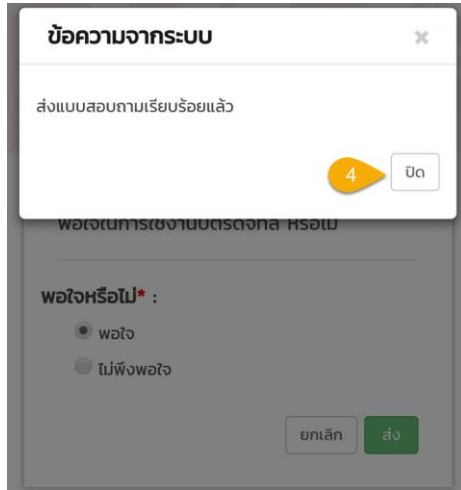 ข้อความจากระบบ ×
ส่งแบบสอบถามเรียบร้อยแล้ว
4 ปิด
พอใจในการใช้งานบัตรดิจิทัล หรือไม่
พอใจหรือไม่* :
พอใจ
ไม่พึงพอใจ
ยกเลิก ส่ง